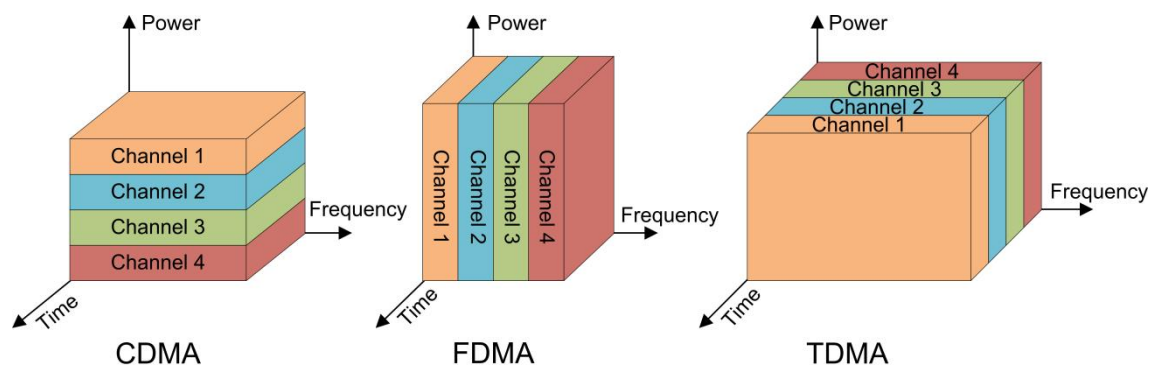 Power
Channel 1
Channel 2
Channel 3
Channel 4
Frequency
Time
CDMA
Power
Channel 1
Channel 2
Channel 3
Channel 4
Frequency
Time
FDMA
Power
Channel 4
Channel 3
Channel 2
Channel 1
Frequency
Time
TDMA